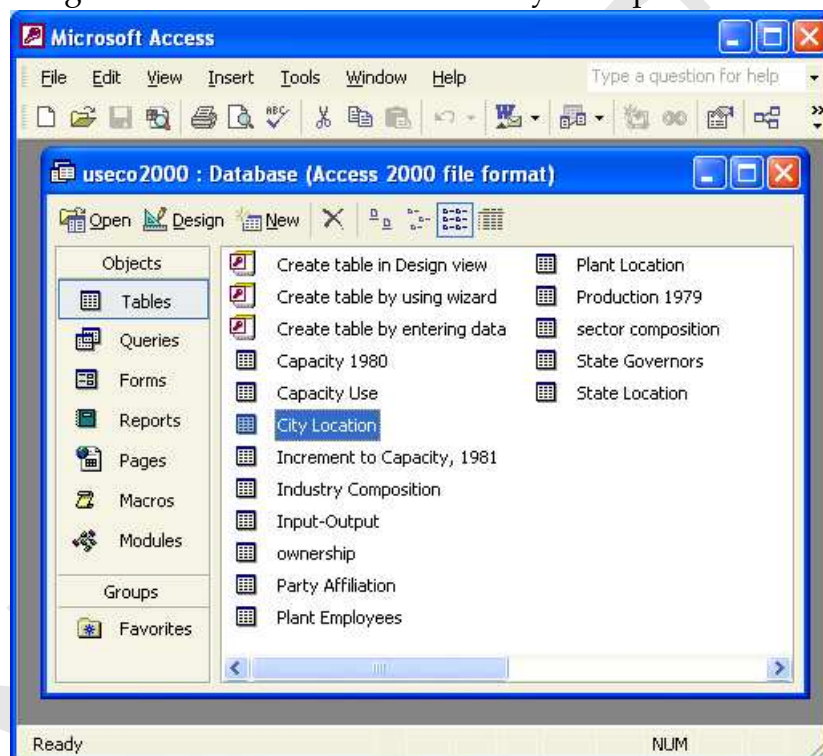 Microsoft Access
File Edit View Insert Tools Window Help Type a question for help
useco2000 : Database (Access 2000 file format)
Open Design New
Objects
Tables
Queries
Forms
Reports
Pages
Macros
Modules
Groups
Favorites
Create table in Design view
Create table by using wizard
Create table by entering data
Capacity 1980
Capacity Use
City Location
Increment to Capacity, 1981
Industry Composition
Input-Output
ownership
Party Affiliation
Plant Employees
Plant Location
Production 1979
sector composition
State Governors
State Location
Ready NUM